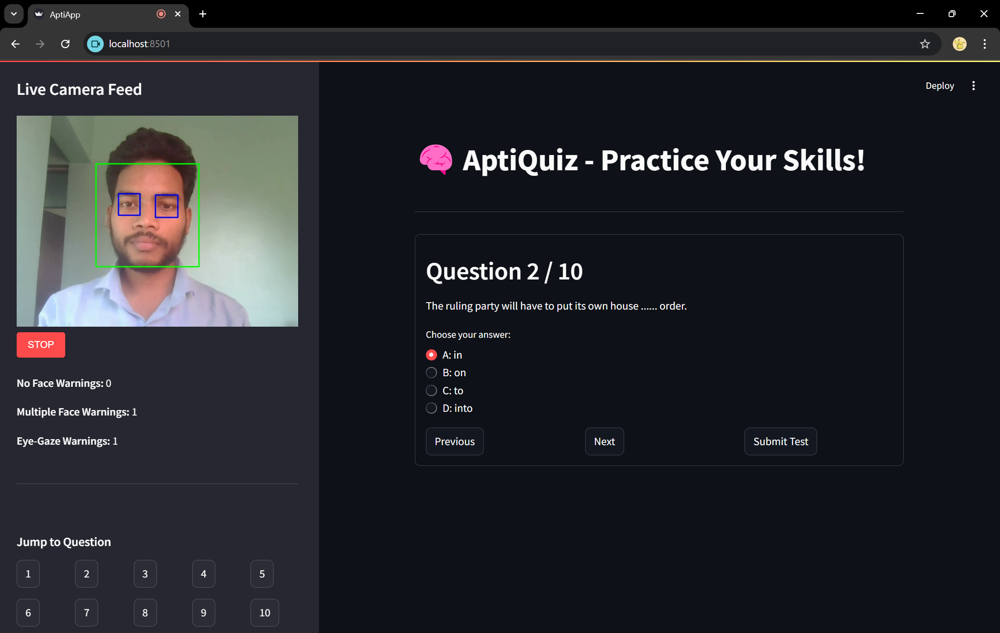 AptiApp
localhost:8501
Live Camera Feed
STOP
No Face Warnings: 0
Multiple Face Warnings: 1
Eye-Gaze Warnings: 1
Jump to Question
1 2 3 4 5
6 7 8 9 10
Deploy
AptiQuiz - Practice Your Skills!
Question 2 / 10
The ruling party will have to put its own house ...... order.
Choose your answer:
A: in
B: on
C: to
D: into
Previous Next Submit Test